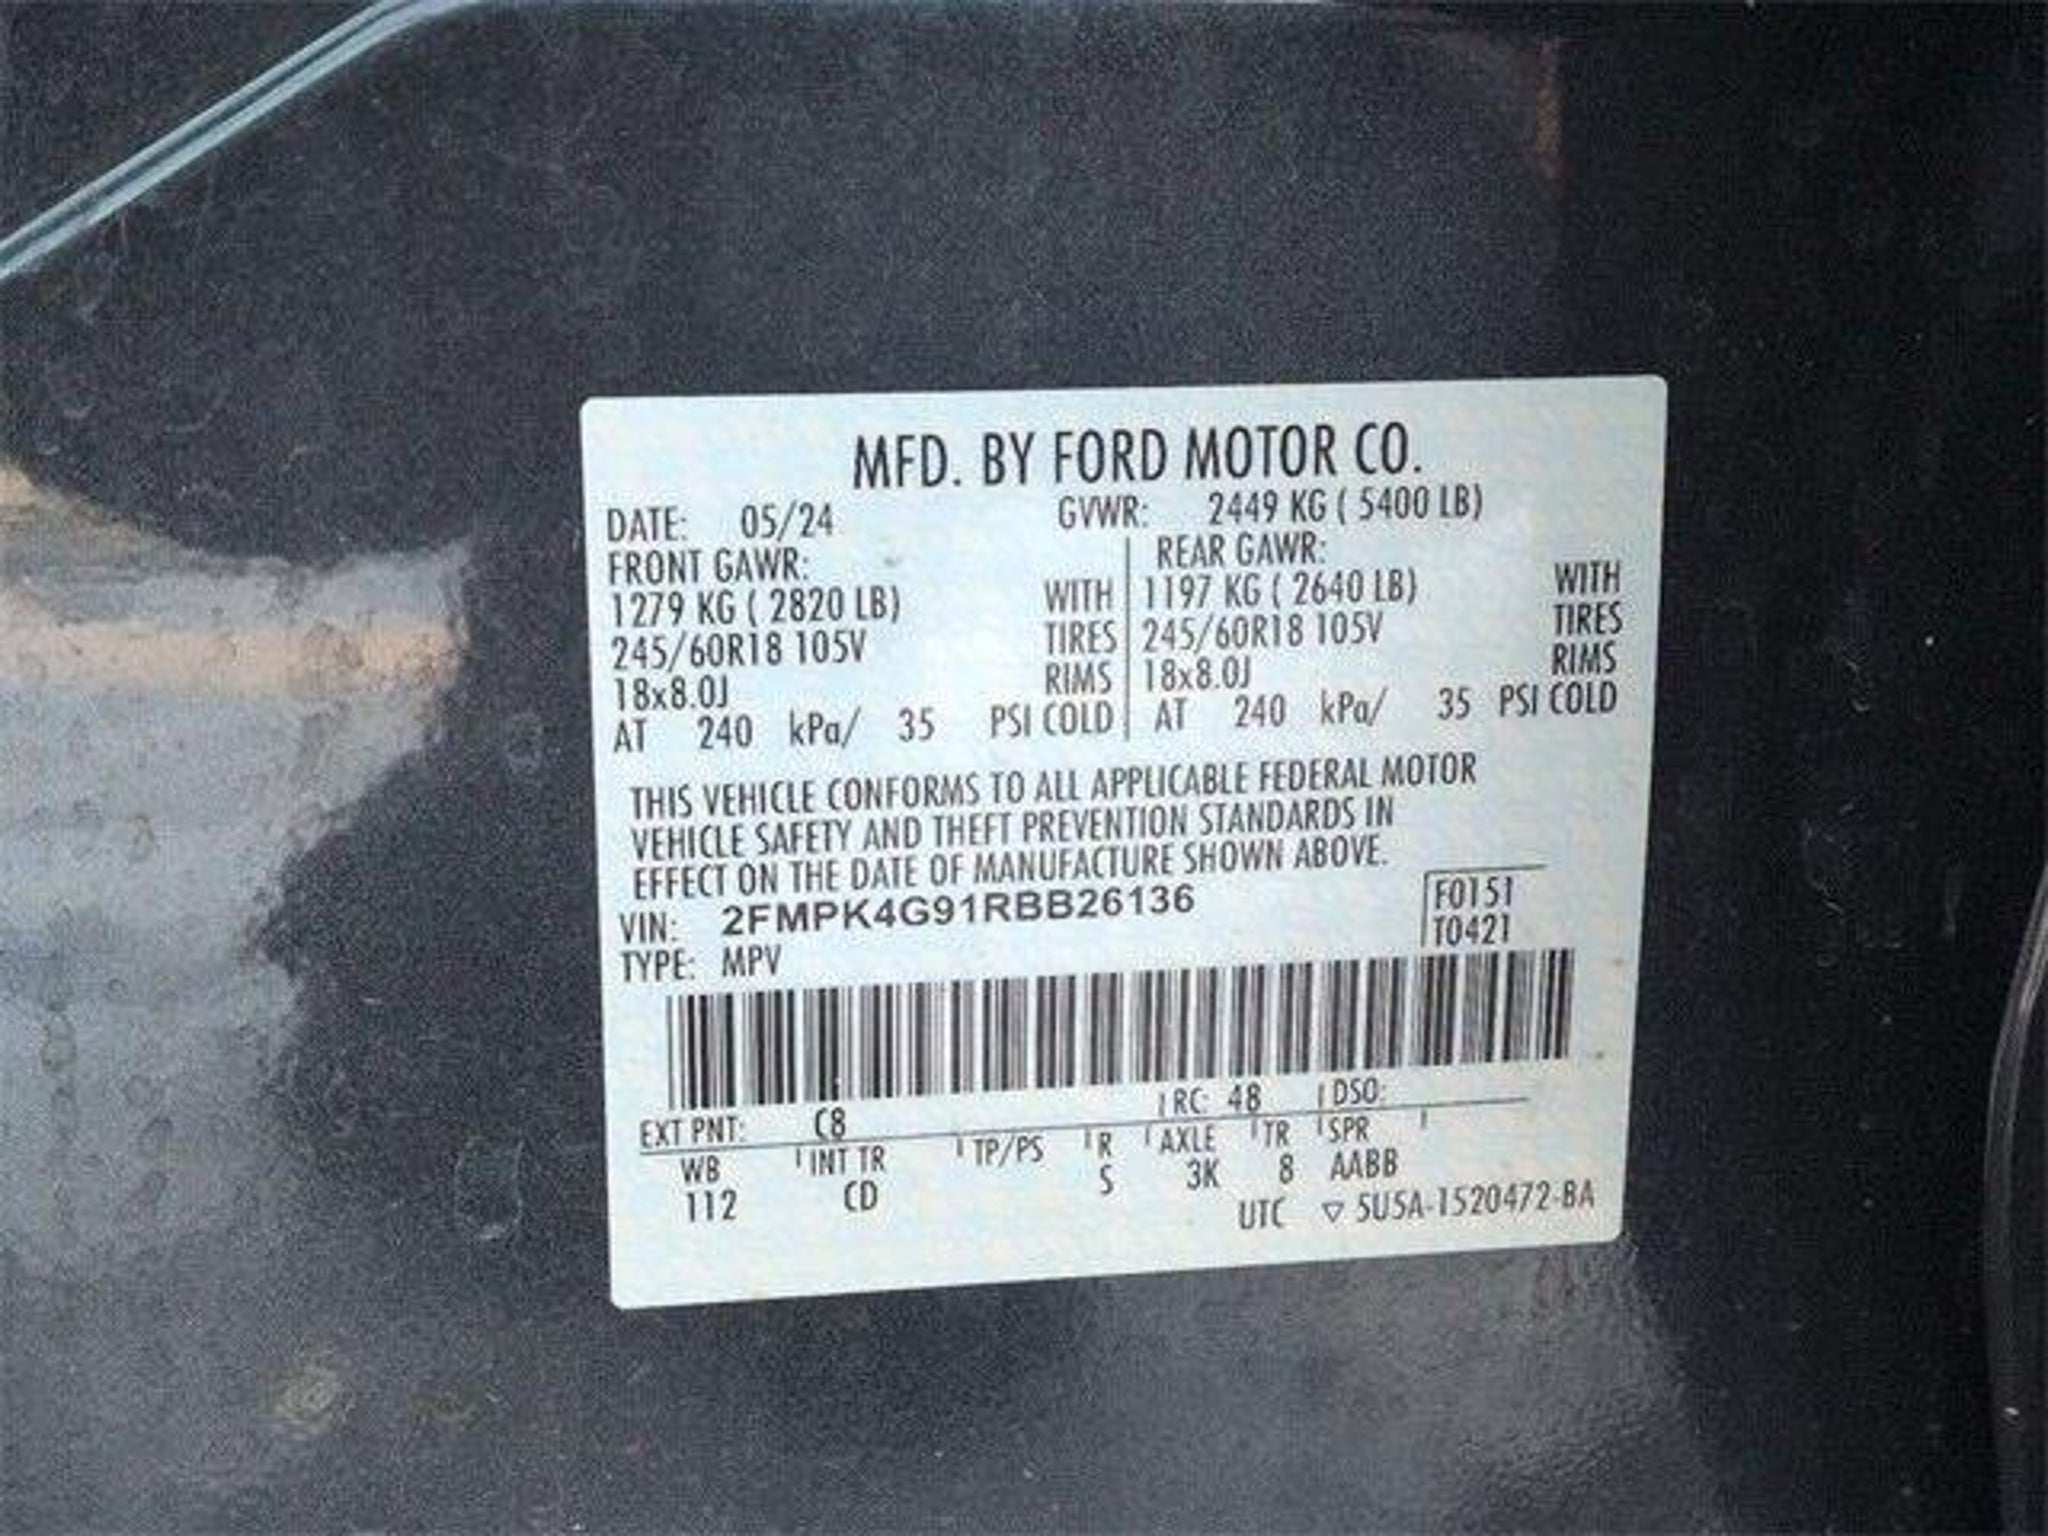 MFD. BY FORD MOTOR CO.
DATE: 05/24 GVWR: 2449 KG ( 5400 LB)
FRONT GAWR: REAR GAWR:
1279 KG ( 2820 LB) WITH 1197 KG ( 2640 LB) WITH
245/60R18 105V TIRES 245/60R18 105V TIRES
18x8.0J RIMS 18x8.0J RIMS
AT 240 kPa/ 35 PSI COLD AT 240 kPa/ 35 PSI COLD
THIS VEHICLE CONFORMS TO ALL APPLICABLE FEDERAL MOTOR
VEHICLE SAFETY AND THEFT PREVENTION STANDARDS IN
EFFECT ON THE DATE OF MANUFACTURE SHOWN ABOVE.
VIN: 2FMPK4G91RBB26136 F0151
TYPE: MPV T0421
EXT PNT: C8 RC: 48 DSO:
WB INT TR TP/PS R AXLE TR SPR
112 CD S 3K 8 AABB
UTC ▽ 5U5A-1520472-BA